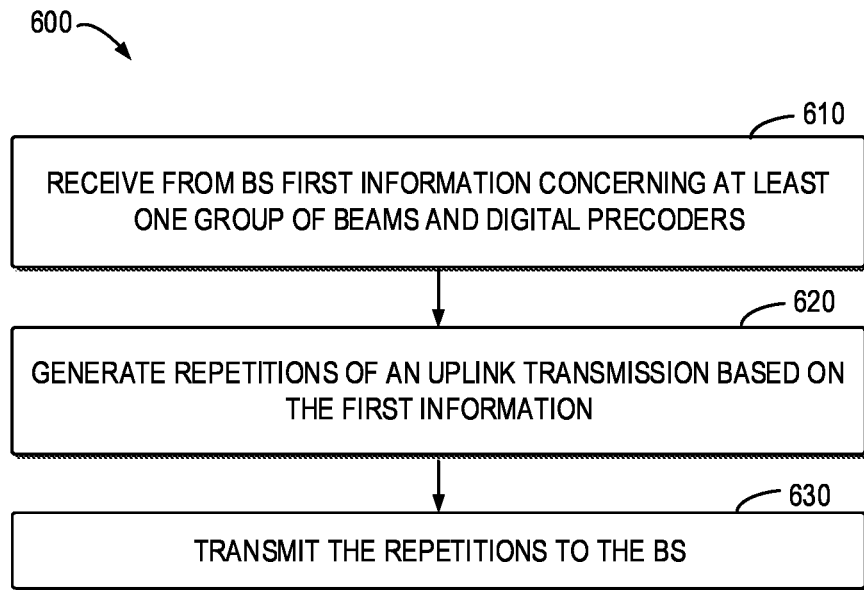 600
610
RECEIVE FROM BS FIRST INFORMATION CONCERNING AT LEAST
ONE GROUP OF BEAMS AND DIGITAL PRECODERS
620
GENERATE REPETITIONS OF AN UPLINK TRANSMISSION BASED ON
THE FIRST INFORMATION
630
TRANSMIT THE REPETITIONS TO THE BS